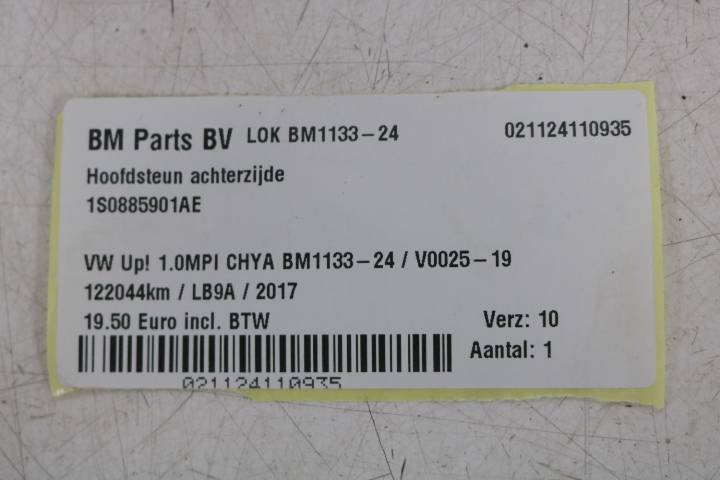 BM Parts BV LOK BM1133-24 021124110935
Hoofdsteun achterzijde
1S0885901AE
VW Up! 1.0MPI CHYA BM1133-24 / V0025-19
122044km / LB9A / 2017
19.50 Euro incl. BTW Verz: 10
Aantal: 1
021124110935